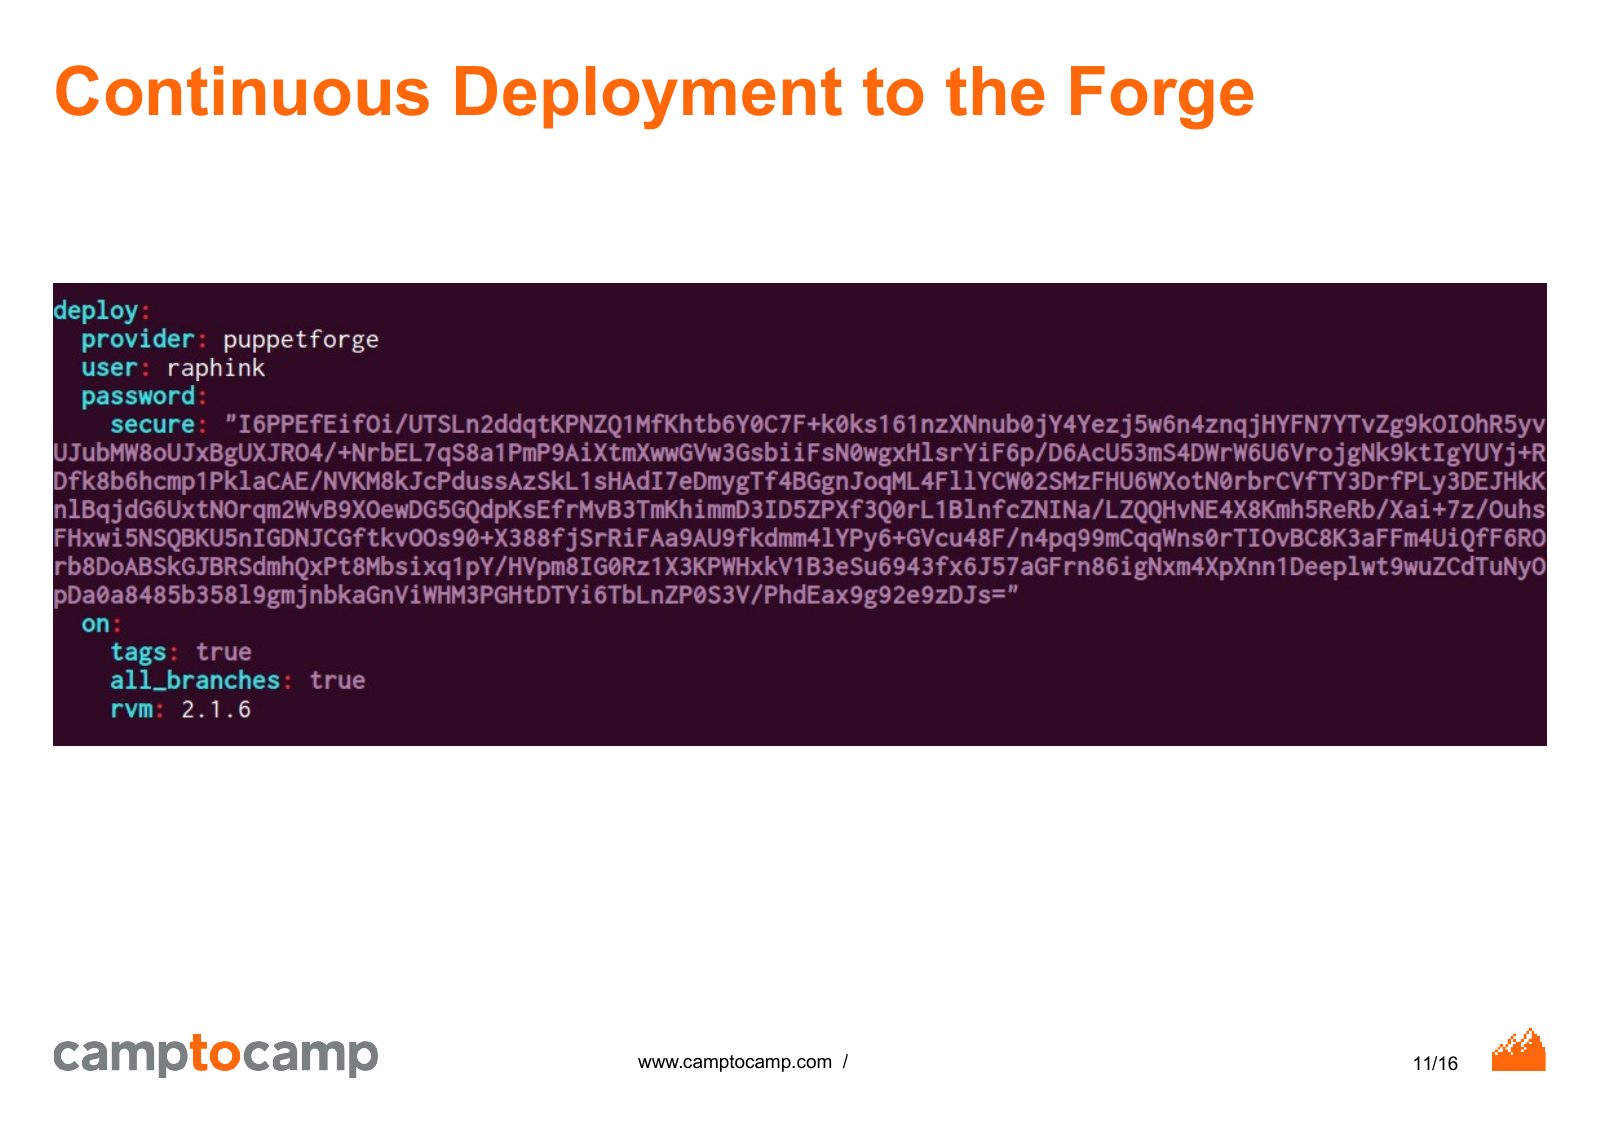 Continuous Deployment to the Forge
deploy:
  provider: puppetforge
  user: raphink
  password:
    secure: "I6PPEfEifOi/UTSLn2ddqtKPNZQ1MfKhtb6Y0C7F+k0ks161nzXNnub0jY4Yezj5w6n4znqjHYFN7YTvZg9kOIOhR5yv
UJubMW8oUJxBgUXJRO4/+NrbEL7qS8a1PmP9AiXtmXwwGVw3GsbiiFsN0wgxHlsrYiF6p/D6AcU53mS4DWrW6U6VrojgNk9ktIgYUYj+R
Dfk8b6hcmp1PklaCAE/NVKM8kJcPdussAzSkL1sHAdI7eDmygTf4BGgnJoqML4FllYCW02SMzFHU6WXotN0rbrCVfTY3DrfPLy3DEJHkK
nlBqjdG6UxtNOrqm2WvB9XOewDG5GQdpKsEfrMvB3TmKhimmD3ID5ZPXf3Q0rL1BlnfcZNINa/LZQQHvNE4X8Kmh5ReRb/Xai+7z/Ouhs
FHxwi5NSQBKU5nIGDNJCGftkvOOs90+X388fjSrRiFAa9AU9fkdmm4lYPy6+GVcu48F/n4pq99mCqqWns0rTIOvBC8K3aFFm4UiQfF6RO
rb8DoABSkGJBRSdmhQxPt8Mbsixq1pY/HVpm8IG0Rz1X3KPWHxkV1B3eSu6943fx6J57aGFrn86igNxm4XpXnn1Deeplwt9wuZCdTuNyO
pDa0a8485b358l9gmjnbkaGnViWHM3PGHtDTYi6TbLnZP0S3V/PhdEax9g92e9zDJs="
  on:
    tags: true
    all_branches: true
    rvm: 2.1.6
camptocamp
www.camptocamp.com /
11/16